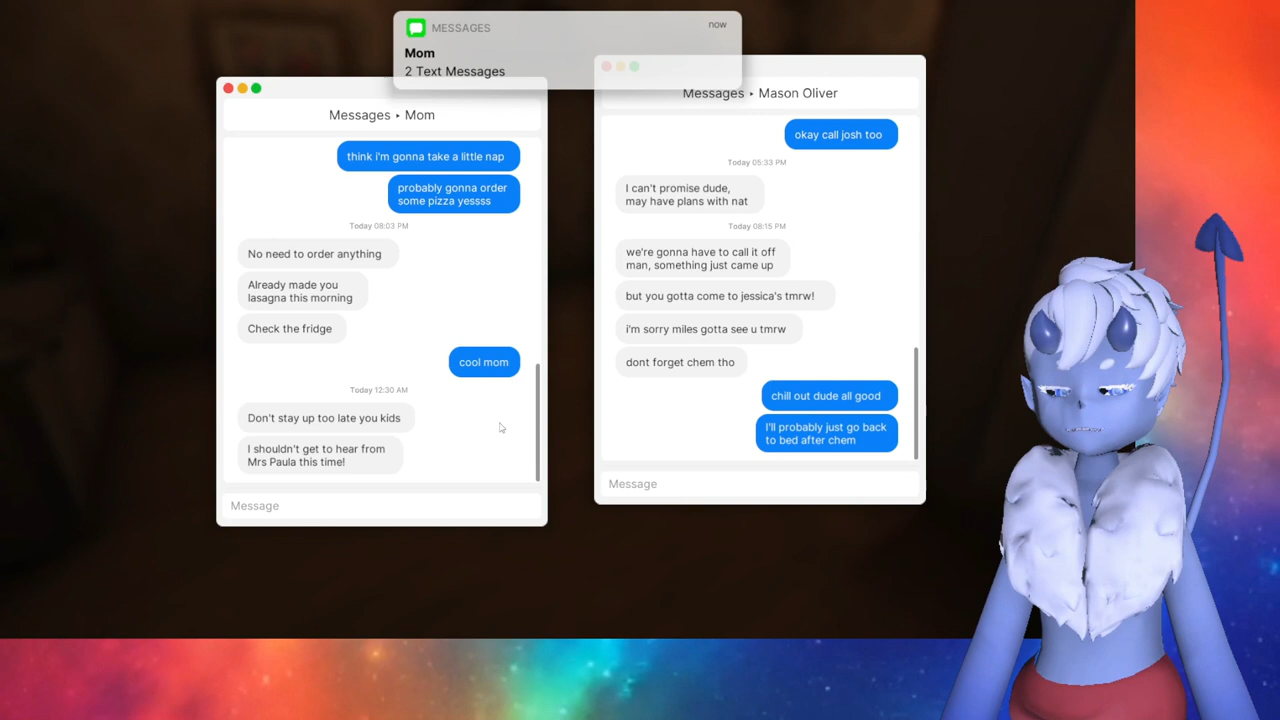 MESSAGES
now
Mom
2 Text Messages
Messages ▸ Mom
think i'm gonna take a little nap
probably gonna order
some pizza yessss
Today 08:03 PM
No need to order anything
Already made you
lasagna this morning
Check the fridge
cool mom
Today 12:30 AM
Don't stay up too late you kids
I shouldn't get to hear from
Mrs Paula this time!
Message
Messages ▸ Mason Oliver
okay call josh too
Today 05:33 PM
I can't promise dude,
may have plans with nat
Today 08:15 PM
we're gonna have to call it off
man, something just came up
but you gotta come to jessica's tmrw!
i'm sorry miles gotta see u tmrw
dont forget chem tho
chill out dude all good
I'll probably just go back
to bed after chem
Message